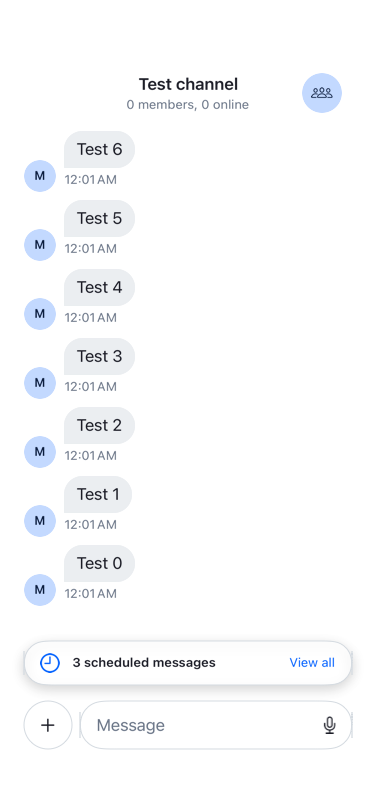 Test channel
0 members, 0 online
Test 6
M
12:01 AM
Test 5
M
12:01 AM
Test 4
M
12:01 AM
Test 3
M
12:01 AM
Test 2
M
12:01 AM
Test 1
M
12:01 AM
Test 0
M
12:01 AM
3 scheduled messages View all
Message